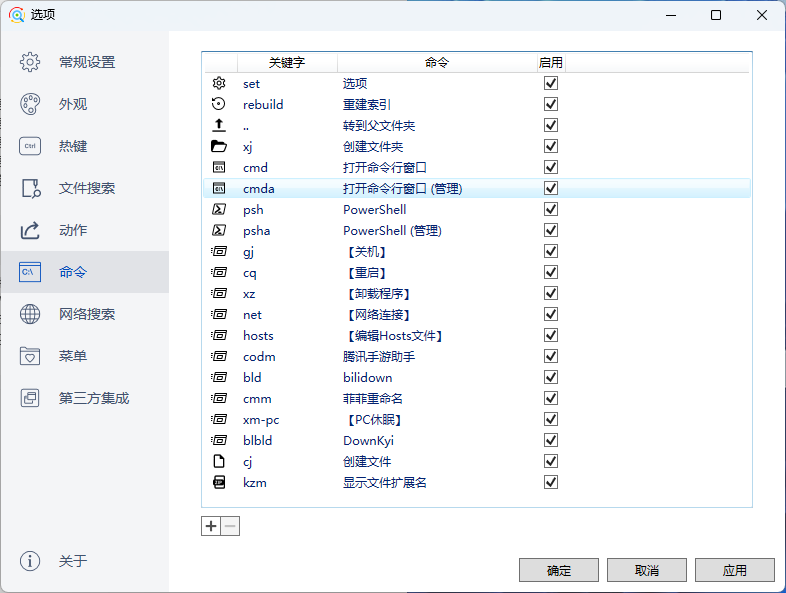 选项
常规设置
外观
Ctrl 热键
文件搜索
动作
C:\ 命令
网络搜索
菜单
第三方集成
关于
关键字 命令 启用
set 选项
rebuild 重建索引
.. 转到父文件夹
xj 创建文件夹
cmd 打开命令行窗口
cmda 打开命令行窗口 (管理)
psh PowerShell
psha PowerShell (管理)
gj 【关机】
cq 【重启】
xz 【卸载程序】
net 【网络连接】
hosts 【编辑Hosts文件】
codm 腾讯手游助手
bld bilidown
cmm 菲菲重命名
xm-pc 【PC休眠】
blbld DownKyi
cj 创建文件
kzm 显示文件扩展名
确定 取消 应用